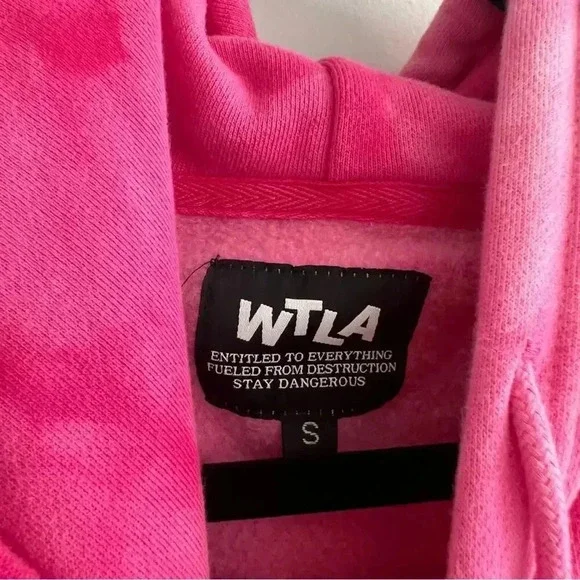 WTLA
ENTITLED TO EVERYTHING
FUELED FROM DESTRUCTION
STAY DANGEROUS
S